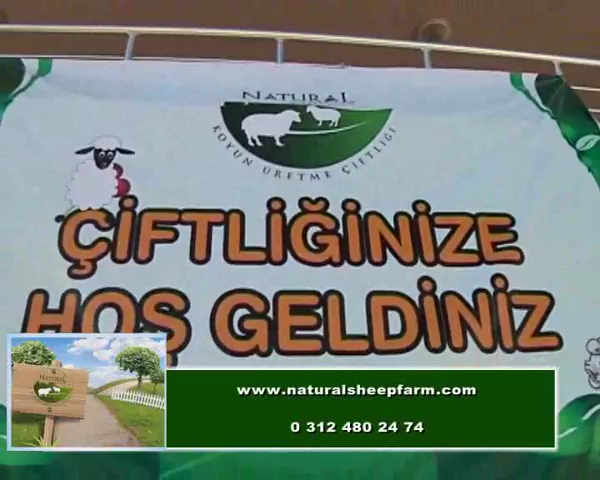 NATURAL
KOYUN ÜRETME ÇİFTLİĞİ
ÇİFTLİĞİNİZE
HOŞ GELDİNİZ
NATURAL
www.naturalsheepfarm.com
0 312 480 24 74